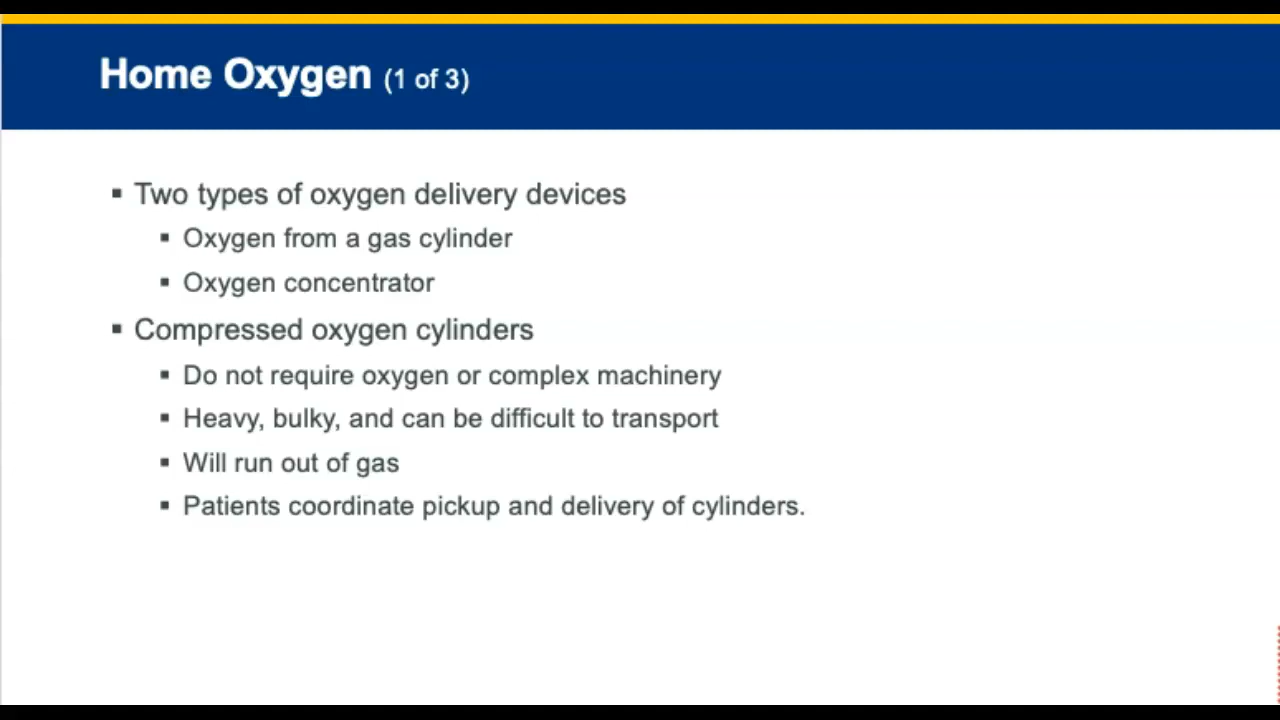 Home Oxygen (1 of 3)
▪ Two types of oxygen delivery devices
▪ Oxygen from a gas cylinder
▪ Oxygen concentrator
▪ Compressed oxygen cylinders
▪ Do not require oxygen or complex machinery
▪ Heavy, bulky, and can be difficult to transport
▪ Will run out of gas
▪ Patients coordinate pickup and delivery of cylinders.